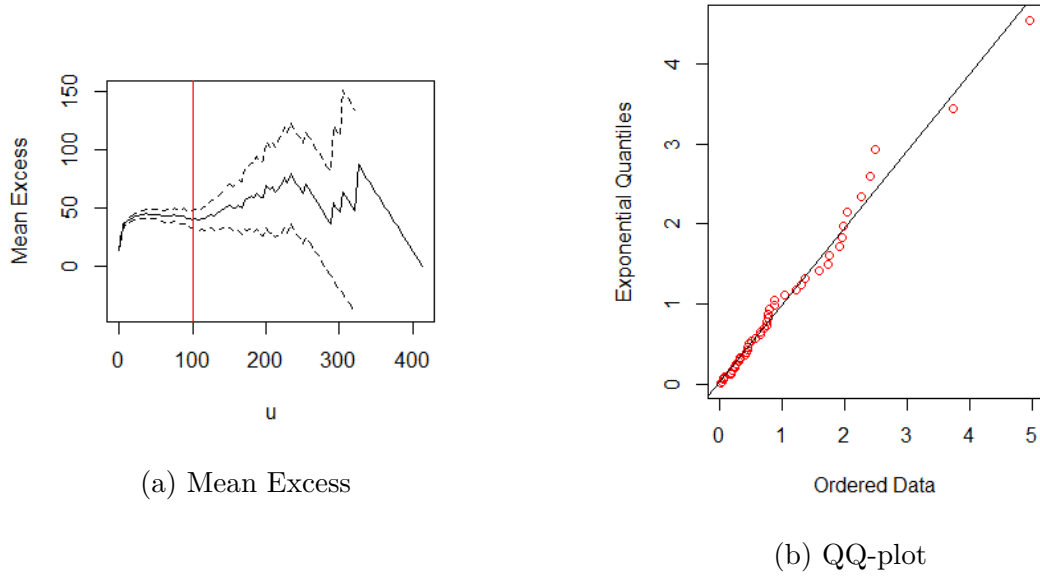 Mean Excess
150
100
50
0
0 100 200 300 400
u
(a) Mean Excess
Exponential Quantiles
4
3
2
1
0
0 1 2 3 4 5
Ordered Data
(b) QQ-plot